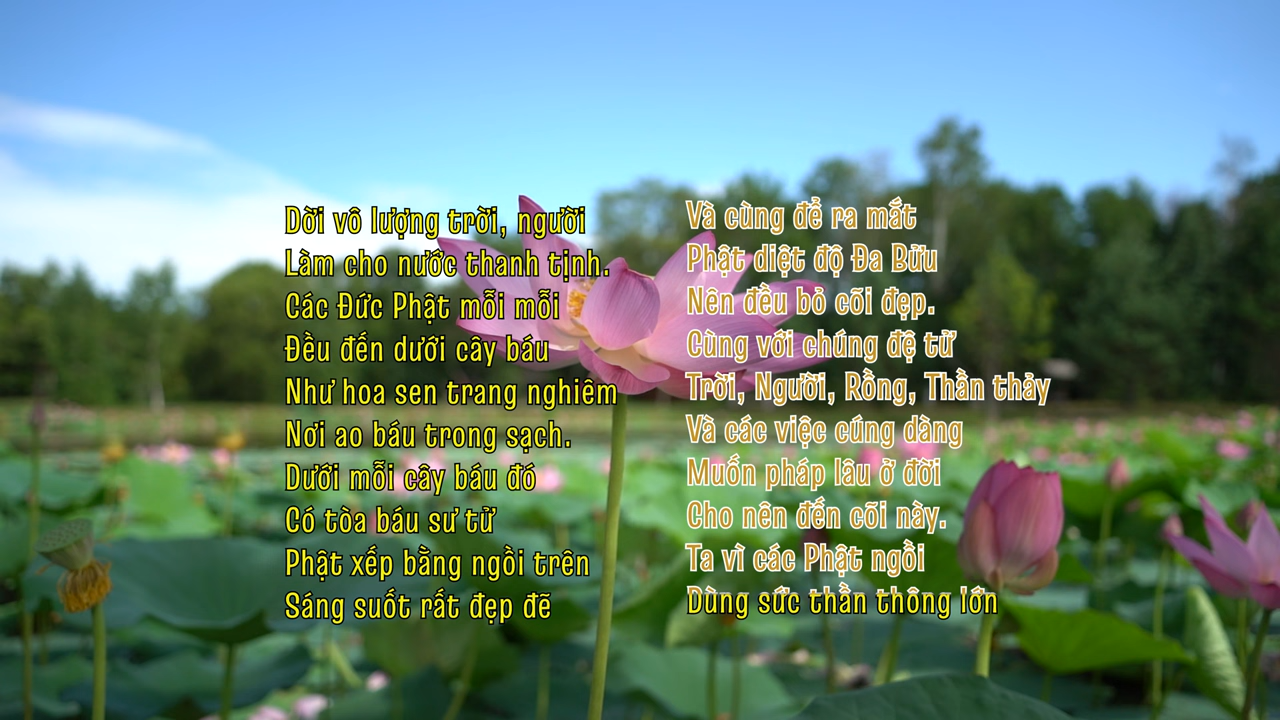 Dời vô lượng trời, người
Làm cho nước thanh tịnh.
Các Đức Phật mỗi mỗi
Đều đến dưới cây báu
Như hoa sen trang nghiêm
Nơi ao báu trong sạch.
Dưới mỗi cây báu đó
Có tòa báu sư tử
Phật xếp bằng ngồi trên
Sáng suốt rất đẹp đẽ
Và cùng để ra mắt
Phật diệt độ Đa Bửu
Nên đều bỏ cõi đẹp.
Cùng với chúng đệ tử
Trời, Người, Rồng, Thần thảy
Và các việc cúng dàng
Muốn pháp lâu ở đời
Cho nên đến cõi này.
Ta vì các Phật ngồi
Dùng sức thần thông lớn